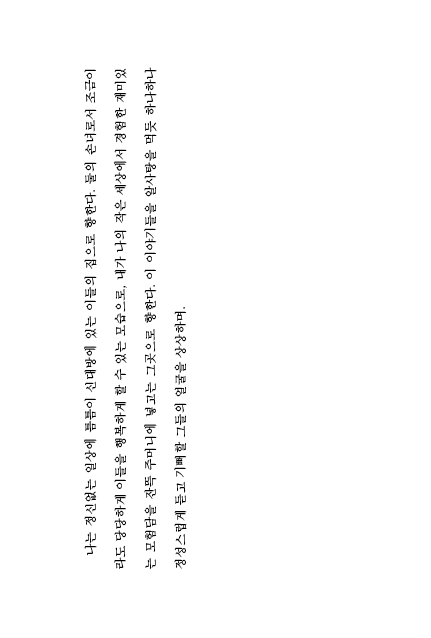 나는 정신없는 일상에 틈틈이 신대방에 있는 이들의 집으로 향한다. 둘의 손녀로서 조금이
라도 당당하게 이들을 행복하게 할 수 있는 모습으로, 내가 나의 작은 세상에서 경험한 재미있
는 모험담을 잔뜩 주머니에 넣고는 그곳으로 향한다. 이 이야기들을 알사탕을 먹듯 하나하나
정성스럽게 듣고 기뻐할 그들의 얼굴을 상상하며.